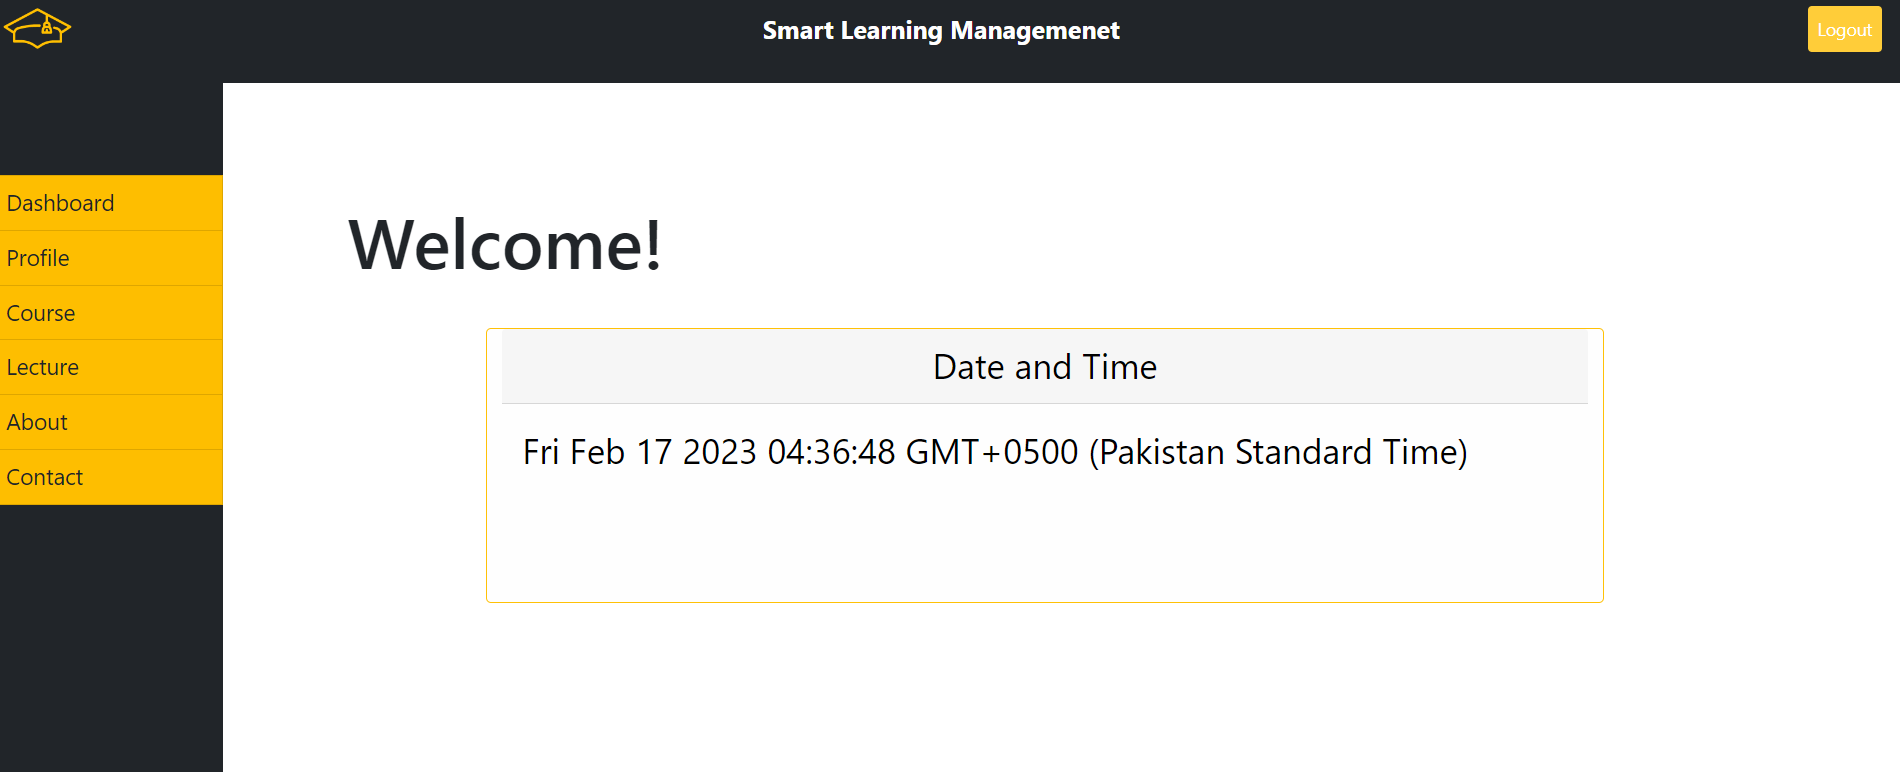 Smart Learning Managemenet
Logout
Dashboard
Profile
Course
Lecture
About
Contact
Welcome!
Date and Time
Fri Feb 17 2023 04:36:48 GMT+0500 (Pakistan Standard Time)